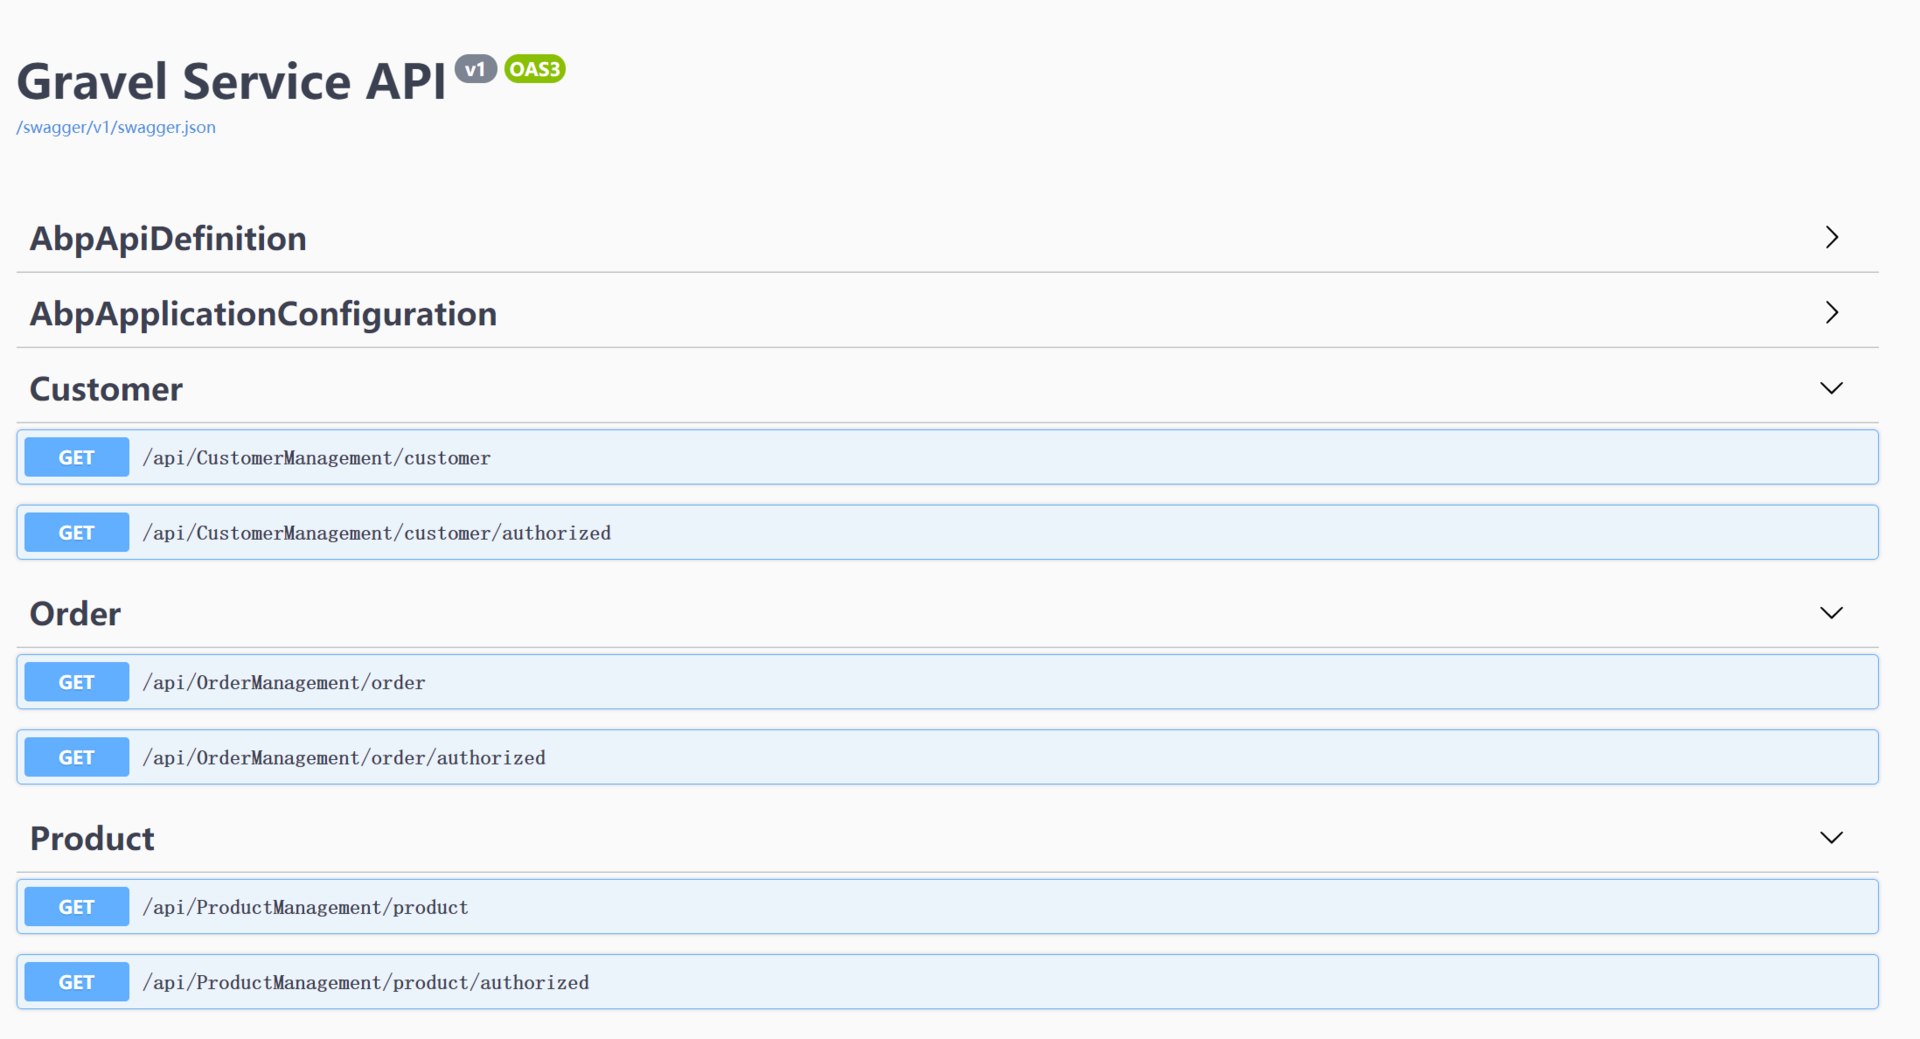 Gravel Service API v1 OAS3
/swagger/v1/swagger.json
AbpApiDefinition
AbpApplicationConfiguration
Customer
GET /api/CustomerManagement/customer
GET /api/CustomerManagement/customer/authorized
Order
GET /api/OrderManagement/order
GET /api/OrderManagement/order/authorized
Product
GET /api/ProductManagement/product
GET /api/ProductManagement/product/authorized